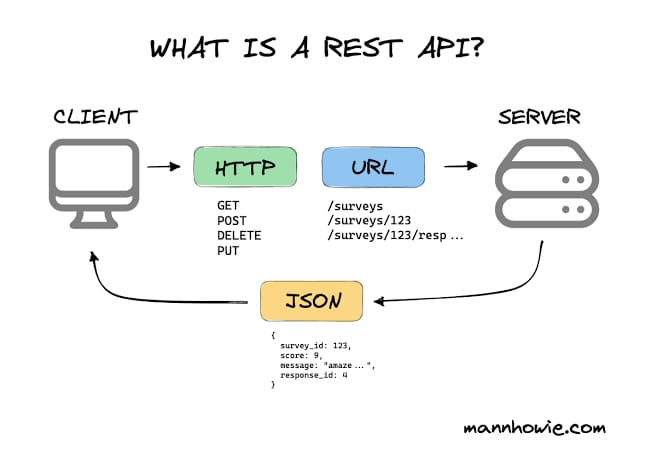 WHAT IS A REST API?
CLIENT
SERVER
HTTP
URL
GET
POST
DELETE
PUT
/surveys
/surveys/123
/surveys/123/resp...
JSON
{
survey_id: 123,
score: 9,
message: "amaze...",
response_id: 4
}
mannhowie.com